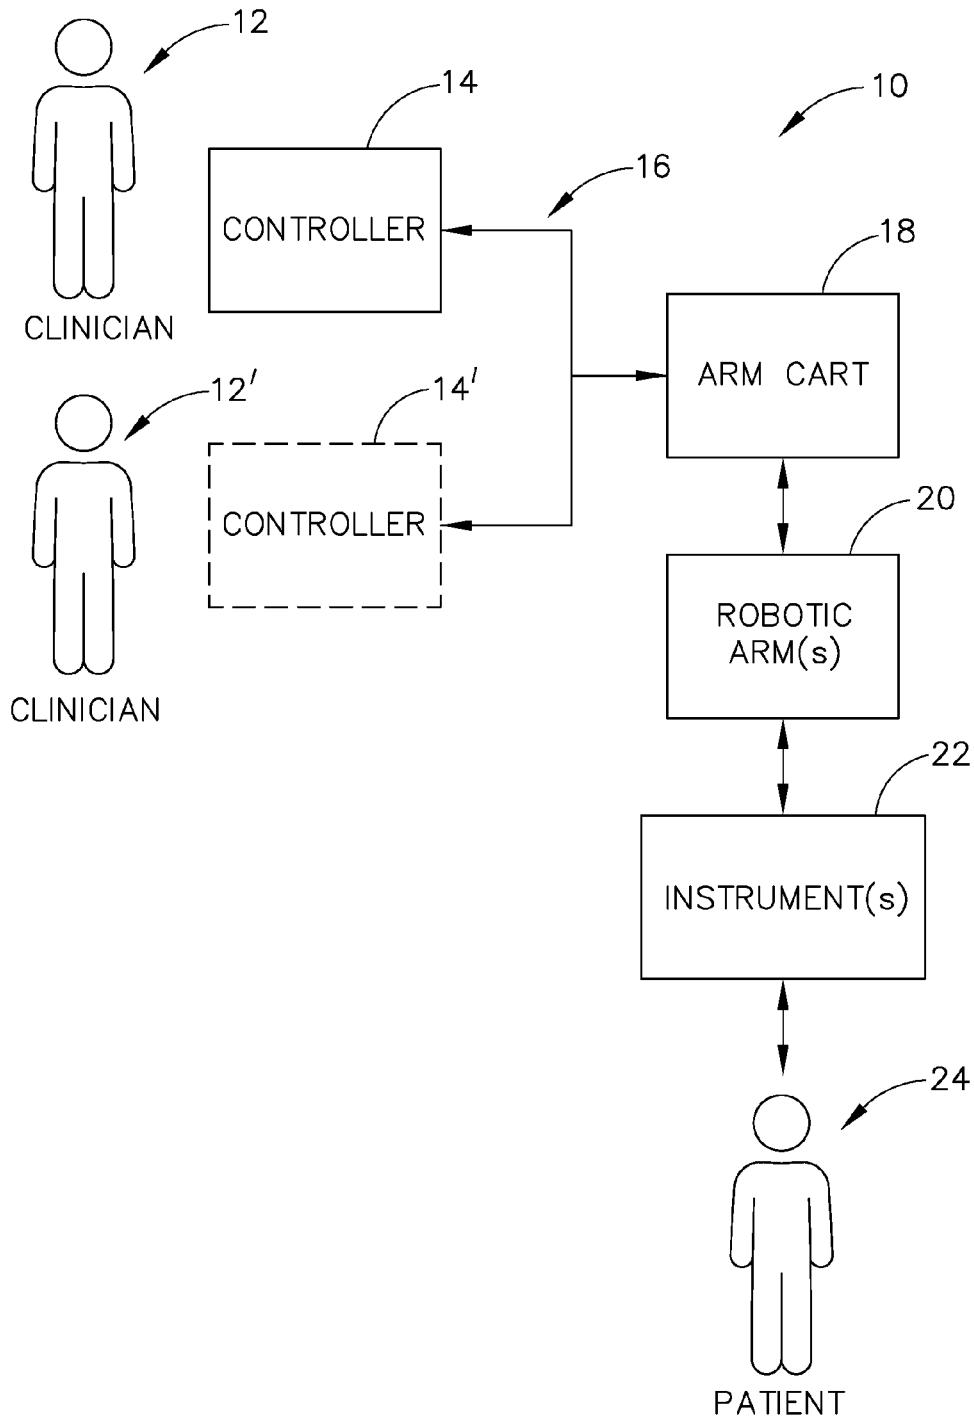 12
14
10
16
CONTROLLER
18
CLINICIAN
ARM CART
12'
14'
CONTROLLER
20
ROBOTIC
ARM(s)
CLINICIAN
22
INSTRUMENT(s)
24
PATIENT